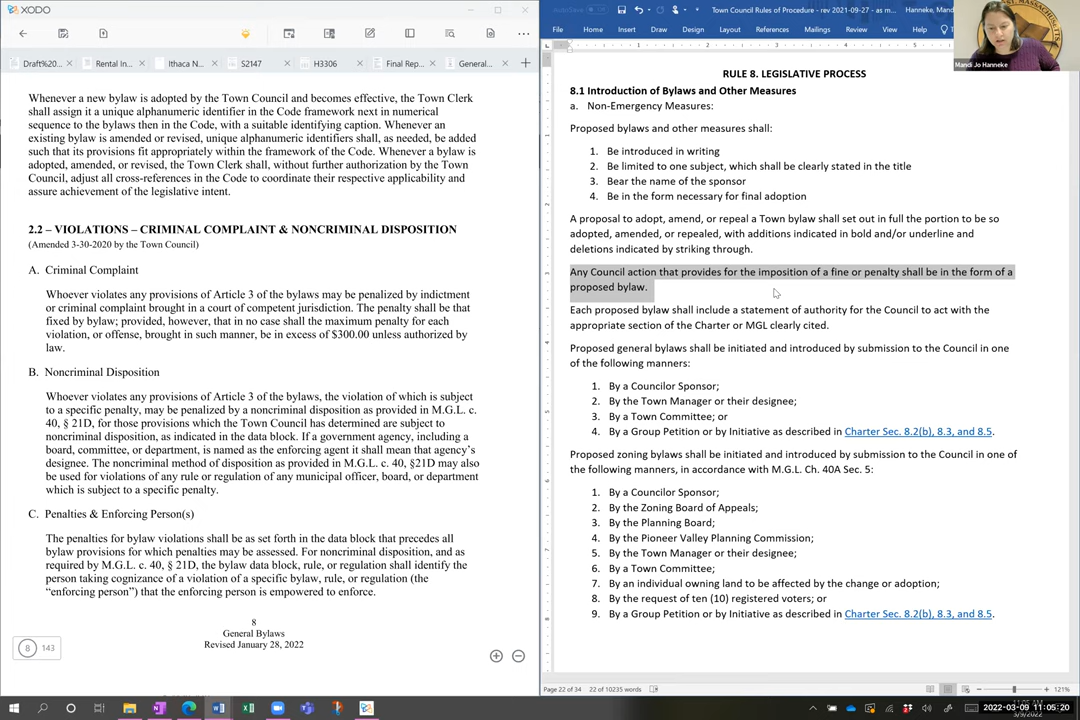 XODO
Draft%20...
Rental In...
Ithaca N...
S2147
H3306
Final Rep...
General...
Whenever a new bylaw is adopted by the Town Council and becomes effective, the Town Clerk
shall assign it a unique alphanumeric identifier in the Code framework next in numerical
sequence to the bylaws then in the Code, with a suitable identifying caption. Whenever an
existing bylaw is amended or revised, unique alphanumeric identifiers shall, as needed, be added
such that its provisions fit appropriately within the framework of the Code. Whenever a bylaw is
adopted, amended, or revised, the Town Clerk shall, without further authorization by the Town
Council, adjust all cross-references in the Code to coordinate their respective applicability and
assure achievement of the legislative intent.
2.2 – VIOLATIONS – CRIMINAL COMPLAINT & NONCRIMINAL DISPOSITION
(Amended 3-30-2020 by the Town Council)
A. Criminal Complaint
Whoever violates any provisions of Article 3 of the bylaws may be penalized by indictment
or criminal complaint brought in a court of competent jurisdiction. The penalty shall be that
fixed by bylaw; provided, however, that in no case shall the maximum penalty for each
violation, or offense, brought in such manner, be in excess of $300.00 unless authorized by
law.
B. Noncriminal Disposition
Whoever violates any provisions of Article 3 of the bylaws, the violation of which is subject
to a specific penalty, may be penalized by a noncriminal disposition as provided in M.G.L. c.
40, § 21D, for those provisions which the Town Council has determined are subject to
noncriminal disposition, as indicated in the data block. If a government agency, including a
board, committee, or department, is named as the enforcing agent it shall mean that agency's
designee. The noncriminal method of disposition as provided in M.G.L. c. 40, §21D may also
be used for violations of any rule or regulation of any municipal officer, board, or department
which is subject to a specific penalty.
C. Penalties & Enforcing Person(s)
The penalties for bylaw violations shall be as set forth in the data block that precedes all
bylaw provisions for which penalties may be assessed. For noncriminal disposition, and as
required by M.G.L. c. 40, § 21D, the bylaw data block, rule, or regulation shall identify the
person taking cognizance of a violation of a specific bylaw, rule, or regulation (the
“enforcing person”) that the enforcing person is empowered to enforce.
8
General Bylaws
Revised January 28, 2022
8 143
AutoSave
Town Council Rules of Procedure - rev 2021-09-27 - as m...
Hanneke, Mand
File Home Insert Draw Design Layout References Mailings Review View Help
Mandi Jo Hanneke
RULE 8. LEGISLATIVE PROCESS
8.1 Introduction of Bylaws and Other Measures
a. Non-Emergency Measures:
Proposed bylaws and other measures shall:
1. Be introduced in writing
2. Be limited to one subject, which shall be clearly stated in the title
3. Bear the name of the sponsor
4. Be in the form necessary for final adoption
A proposal to adopt, amend, or repeal a Town bylaw shall set out in full the portion to be so
adopted, amended, or repealed, with additions indicated in bold and/or underline and
deletions indicated by striking through.
Any Council action that provides for the imposition of a fine or penalty shall be in the form of a
proposed bylaw.
Each proposed bylaw shall include a statement of authority for the Council to act with the
appropriate section of the Charter or MGL clearly cited.
Proposed general bylaws shall be initiated and introduced by submission to the Council in one
of the following manners:
1. By a Councilor Sponsor;
2. By the Town Manager or their designee;
3. By a Town Committee; or
4. By a Group Petition or by Initiative as described in Charter Sec. 8.2(b), 8.3, and 8.5.
Proposed zoning bylaws shall be initiated and introduced by submission to the Council in one of
the following manners, in accordance with M.G.L. Ch. 40A Sec. 5:
1. By a Councilor Sponsor;
2. By the Zoning Board of Appeals;
3. By the Planning Board;
4. By the Pioneer Valley Planning Commission;
5. By the Town Manager or their designee;
6. By a Town Committee;
7. By an individual owning land to be affected by the change or adoption;
8. By the request of ten (10) registered voters; or
9. By a Group Petition or by Initiative as described in Charter Sec. 8.2(b), 8.3, and 8.5.
Page 22 of 34 22 of 10235 words
121%
2022-03-09 11:05:20